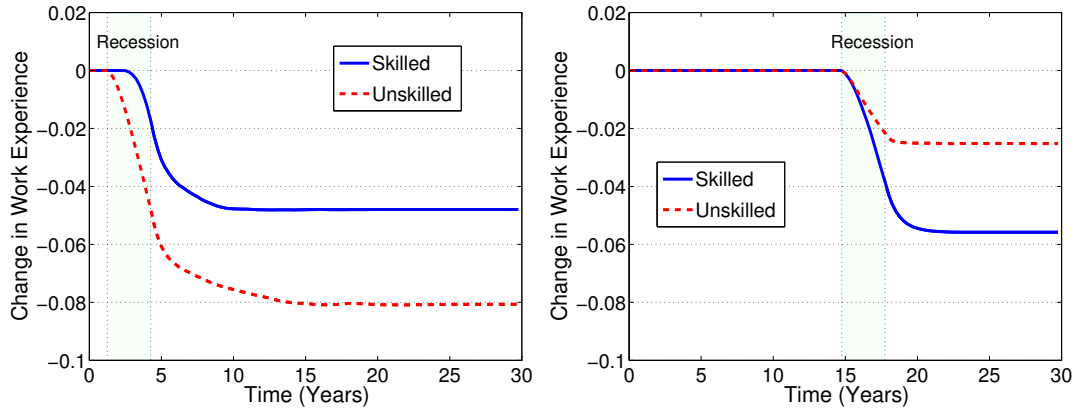 0.02
0
−0.02
−0.04
−0.06
−0.08
−0.1
Change in Work Experience
Recession
Skilled
Unskilled
0 5 10 15 20 25 30
Time (Years)
0.02
0
−0.02
−0.04
−0.06
−0.08
−0.1
Change in Work Experience
Recession
Skilled
Unskilled
0 5 10 15 20 25 30
Time (Years)